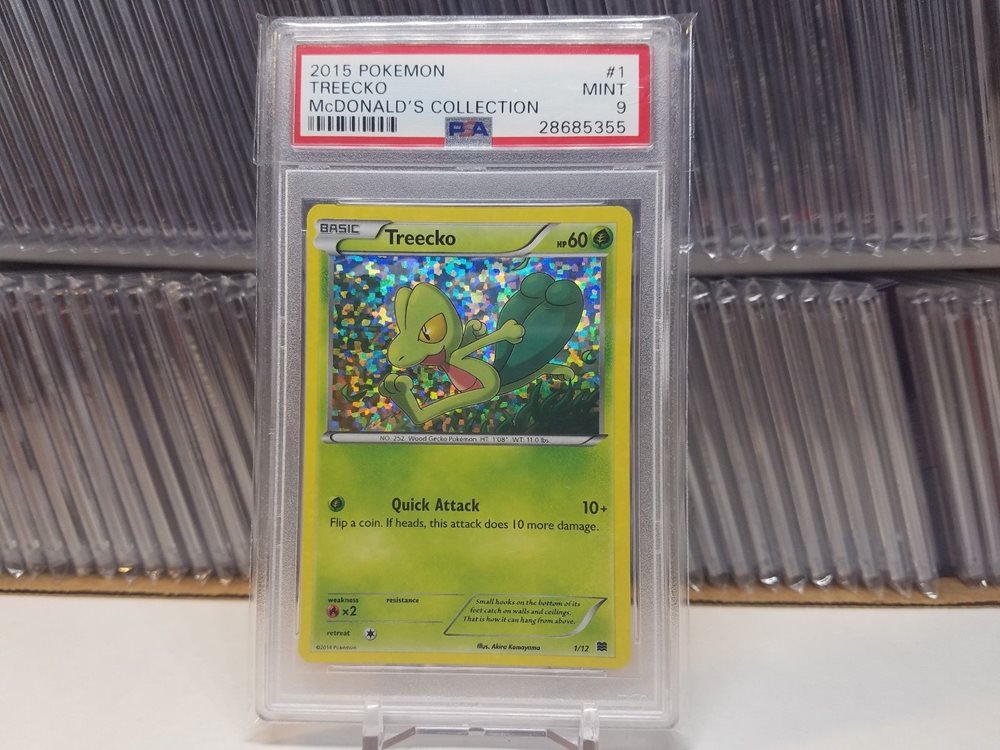 2015 POKEMON #1
TREECKO MINT
McDONALD'S COLLECTION 9
PSA 28685355
BASIC Treecko HP 60
NO. 252 Wood Gecko Pokémon HT: 1'08" WT: 11.0 lbs.
Quick Attack 10+
Flip a coin. If heads, this attack does 10 more damage.
weakness resistance
×2
Small hooks on the bottom of its
feet catch on walls and ceilings.
That is how it can hang from above.
retreat
©2014 Pokémon Illus. Akira Komayama 1/12